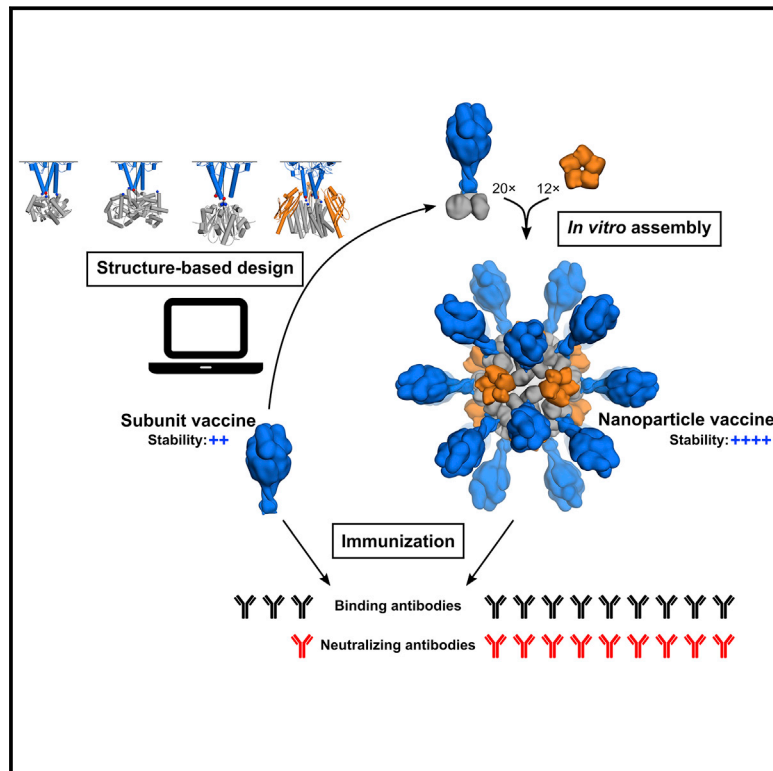 20×
12×
In vitro assembly
Structure-based design
Subunit vaccine
Stability:++
Nanoparticle vaccine
Stability:++++
Immunization
Binding antibodies
Neutralizing antibodies